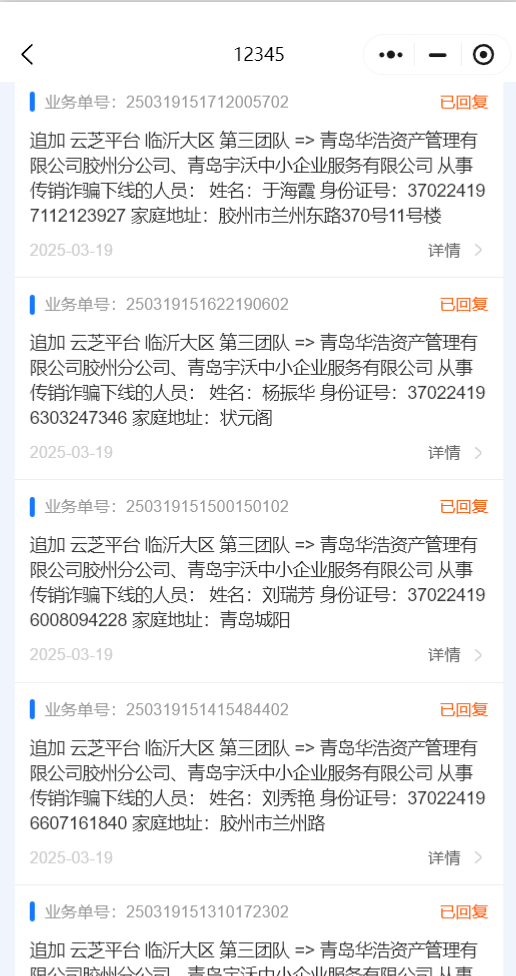 12345
业务单号：250319151712005702 已回复
追加 云芝平台 临沂大区 第三团队 => 青岛华浩资产管理有
限公司胶州分公司、青岛宇沃中小企业服务有限公司 从事
传销诈骗下线的人员： 姓名：于海霞 身份证号：37022419
7112123927 家庭地址：胶州市兰州东路370号11号楼
2025-03-19 详情
业务单号：250319151622190602 已回复
追加 云芝平台 临沂大区 第三团队 => 青岛华浩资产管理有
限公司胶州分公司、青岛宇沃中小企业服务有限公司 从事
传销诈骗下线的人员： 姓名：杨振华 身份证号：37022419
6303247346 家庭地址：状元阁
2025-03-19 详情
业务单号：250319151500150102 已回复
追加 云芝平台 临沂大区 第三团队 => 青岛华浩资产管理有
限公司胶州分公司、青岛宇沃中小企业服务有限公司 从事
传销诈骗下线的人员： 姓名：刘瑞芳 身份证号：37022419
6008094228 家庭地址：青岛城阳
2025-03-19 详情
业务单号：250319151415484402 已回复
追加 云芝平台 临沂大区 第三团队 => 青岛华浩资产管理有
限公司胶州分公司、青岛宇沃中小企业服务有限公司 从事
传销诈骗下线的人员： 姓名：刘秀艳 身份证号：37022419
6607161840 家庭地址：胶州市兰州路
2025-03-19 详情
业务单号：250319151310172302 已回复
追加 云芝平台 临沂大区 第三团队 => 青岛华浩资产管理有
限公司胶州分公司、青岛宇沃中小企业服务有限公司 从事